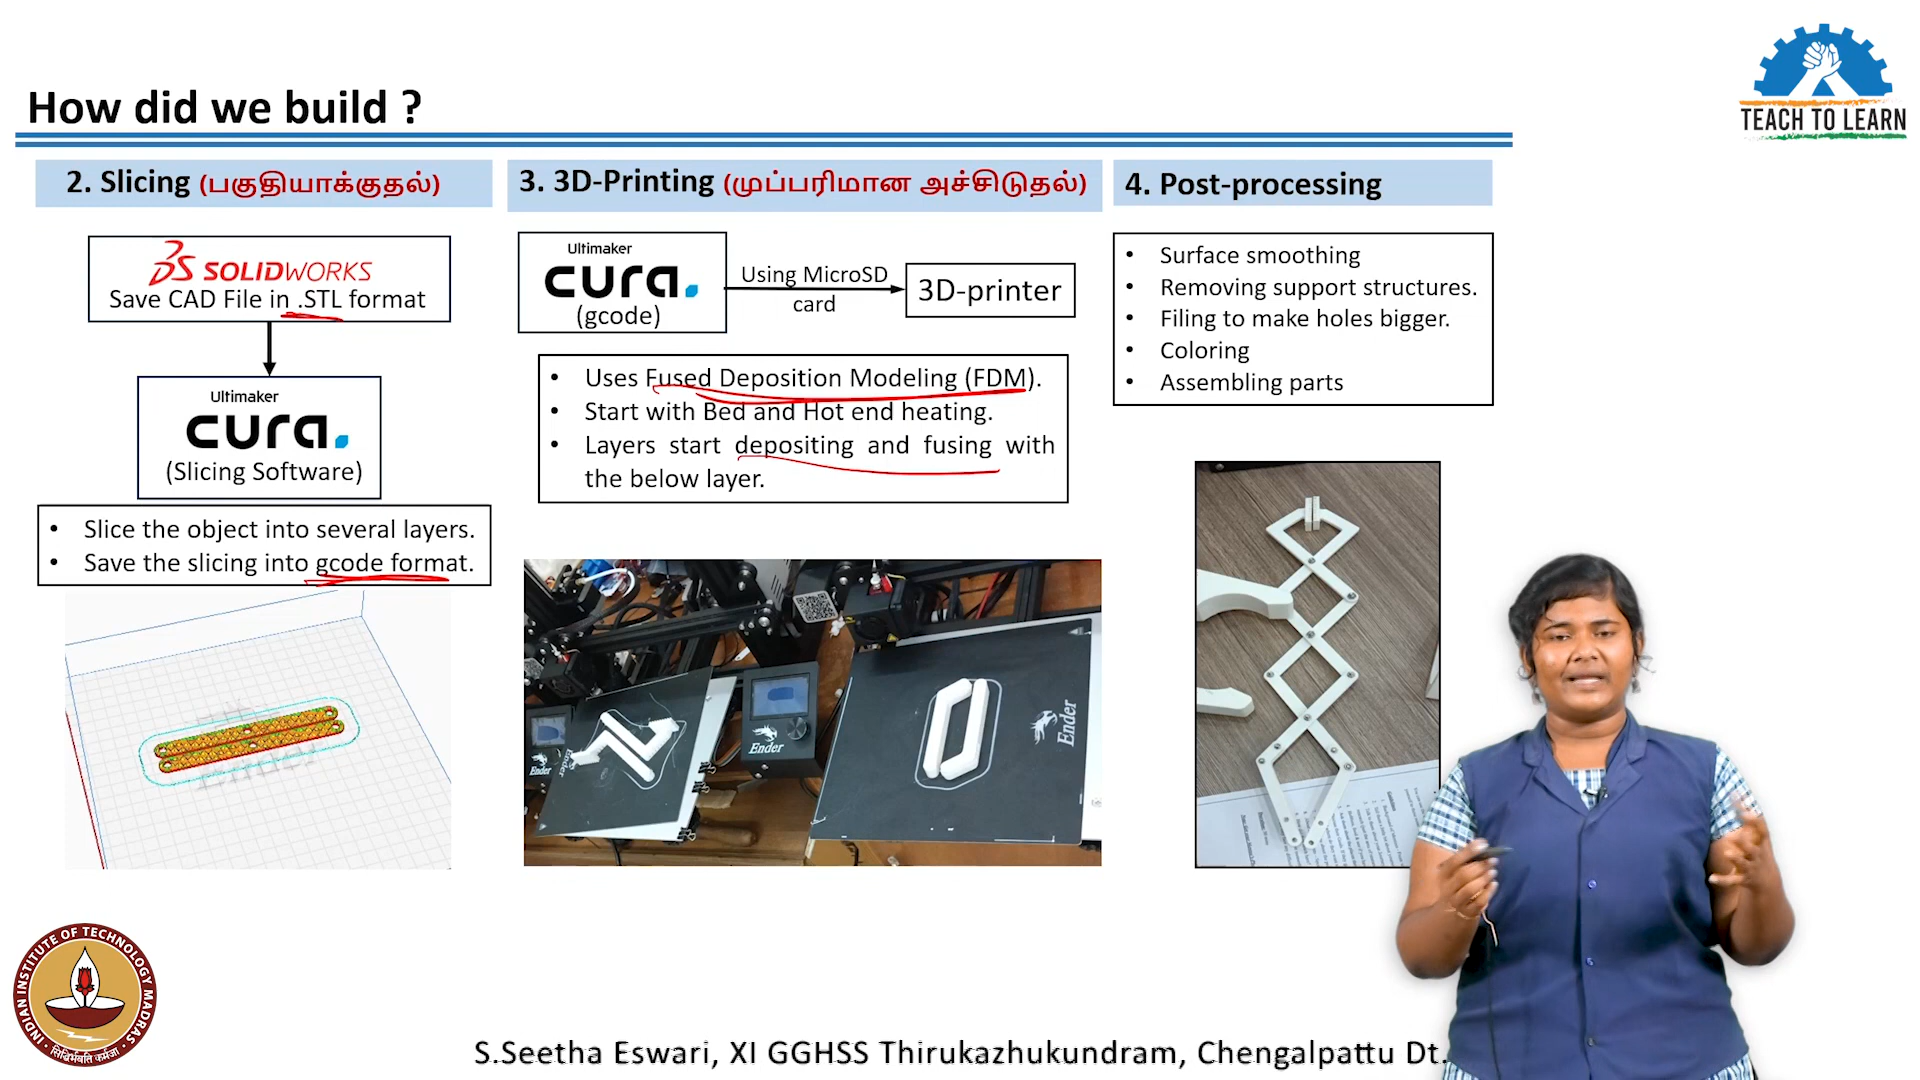 How did we build ?
TEACH TO LEARN
2. Slicing (பகுதியாக்குதல்)
SOLIDWORKS
Save CAD File in .STL format
Ultimaker
cura.
(Slicing Software)
• Slice the object into several layers.
• Save the slicing into gcode format.
3. 3D-Printing (முப்பரிமான அச்சிடுதல்)
Ultimaker
cura.
(gcode)
Using MicroSD
card
3D-printer
• Uses Fused Deposition Modeling (FDM).
• Start with Bed and Hot end heating.
• Layers start depositing and fusing with
the below layer.
Ender
Ender
Ender
Ender
4. Post-processing
• Surface smoothing
• Removing support structures.
• Filing to make holes bigger.
• Coloring
• Assembling parts
INDIAN INSTITUTE OF TECHNOLOGY MADRAS
सिद्धिर्भवति कर्मजा
S.Seetha Eswari, XI GGHSS Thirukazhukundram, Chengalpattu Dt.